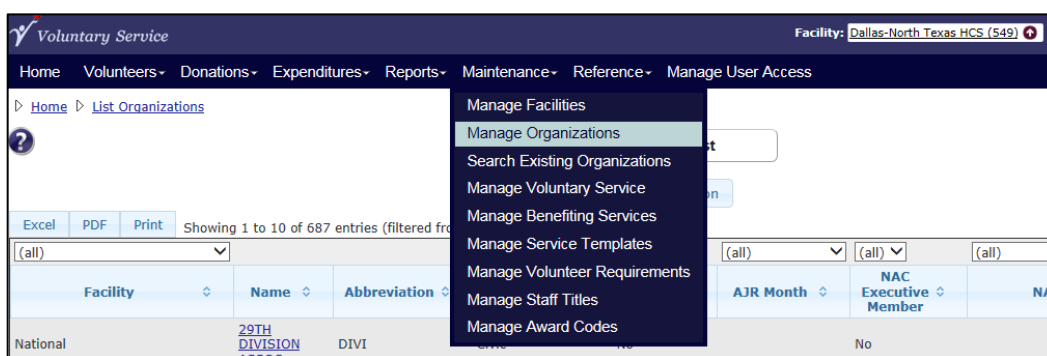 Voluntary Service
Facility: Dallas-North Texas HCS (549)
Home Volunteers Donations Expenditures Reports Maintenance Reference Manage User Access
Home List Organizations
Manage Facilities
Manage Organizations
Search Existing Organizations
Manage Voluntary Service
Manage Benefiting Services
Manage Service Templates
Manage Volunteer Requirements
Manage Staff Titles
Manage Award Codes
Excel PDF Print Showing 1 to 10 of 687 entries (filtered
(all) (all) (all) (all)
Facility Name Abbreviation AJR Month NAC Executive Member
National 29TH DIVISION DIVI No